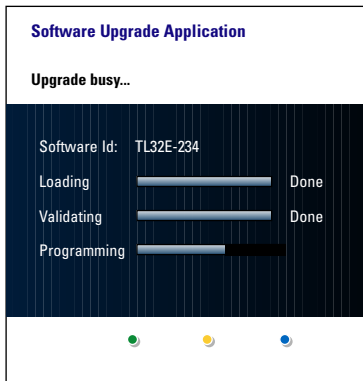 Software Upgrade Application
Upgrade busy...
Software Id: TL32E-234
Loading Done
Validating Done
Programming